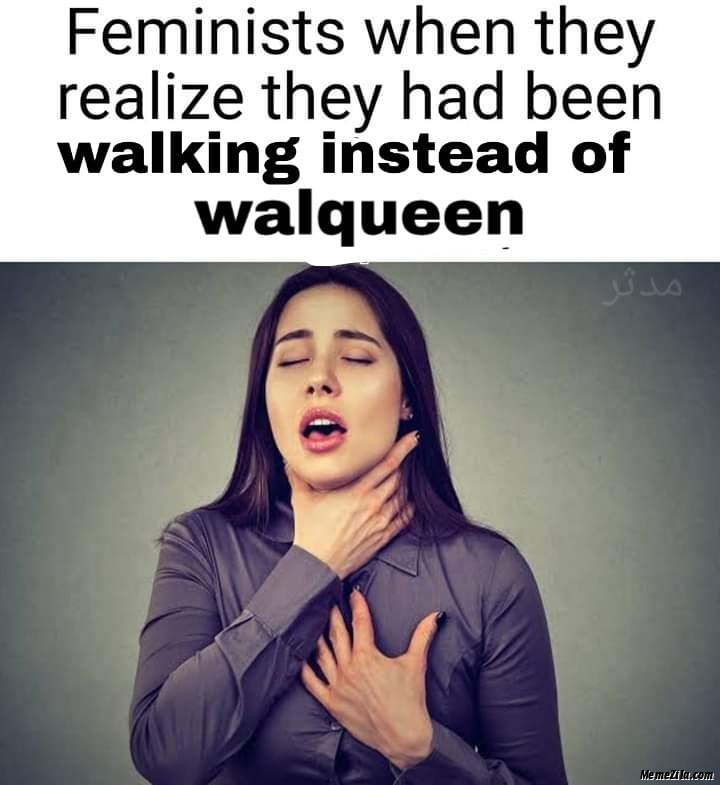 Feminists when they
realize they had been
walking instead of
walqueen
مدثر
MemeZila.com